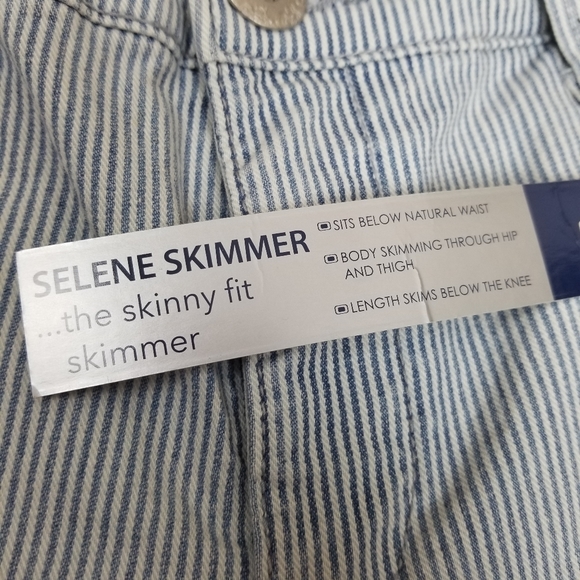 SELENE SKIMMER
...the skinny fit
skimmer
SITS BELOW NATURAL WAIST
BODY SKIMMING THROUGH HIP
AND THIGH
LENGTH SKIMS BELOW THE KNEE